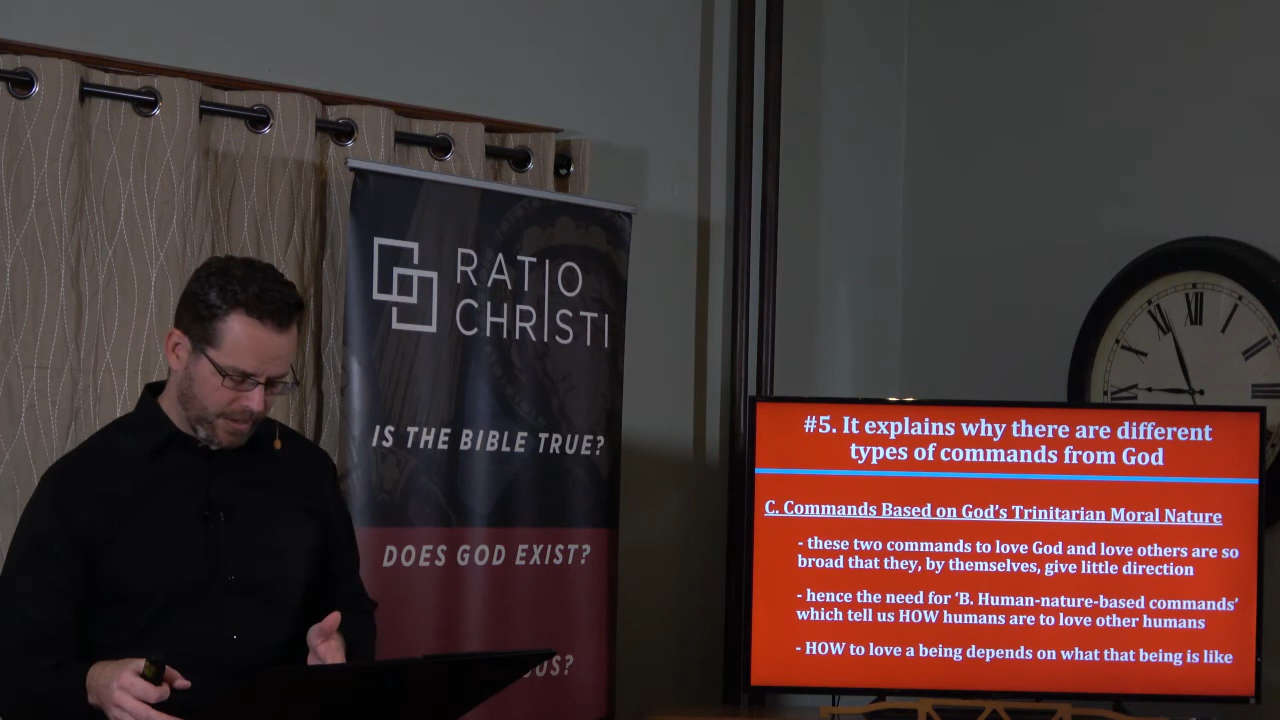 RATIO
CHRISTI
IS THE BIBLE TRUE?
DOES GOD EXIST?
#5. It explains why there are different
types of commands from God
C. Commands Based on God's Trinitarian Moral Nature
- these two commands to love God and love others are so
broad that they, by themselves, give little direction
- hence the need for 'B. Human-nature-based commands'
which tell us HOW humans are to love other humans
- HOW to love a being depends on what that being is like